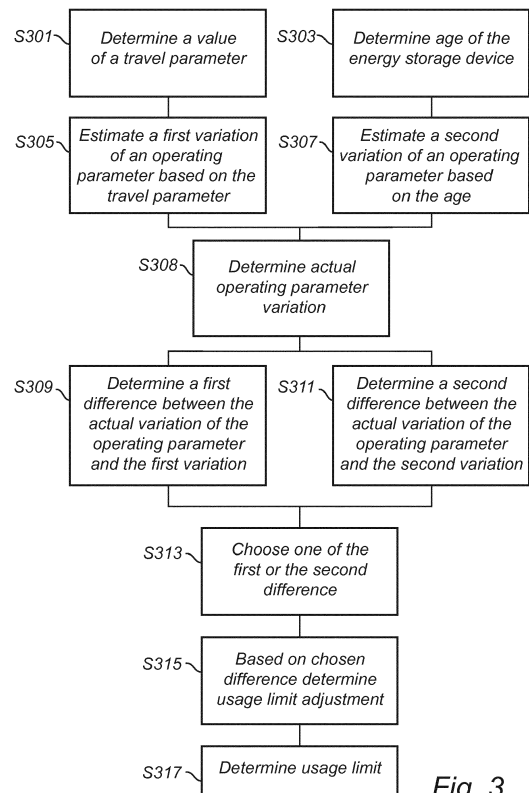 S301
Determine a value
of a travel parameter
S303
Determine age of the
energy storage device
S305
Estimate a first variation
of an operating
parameter based on the
travel parameter
S307
Estimate a second
variation of an operating
parameter based
on the age
S308
Determine actual
operating parameter
variation
S309
Determine a first
difference between the
actual variation of the
operating parameter
and the first variation
S311
Determine a second
difference between the
actual variation of the
operating parameter
and the second variation
S313
Choose one of the
first or the second
difference
S315
Based on chosen
difference determine
usage limit adjustment
S317
Determine usage limit
Fig. 3